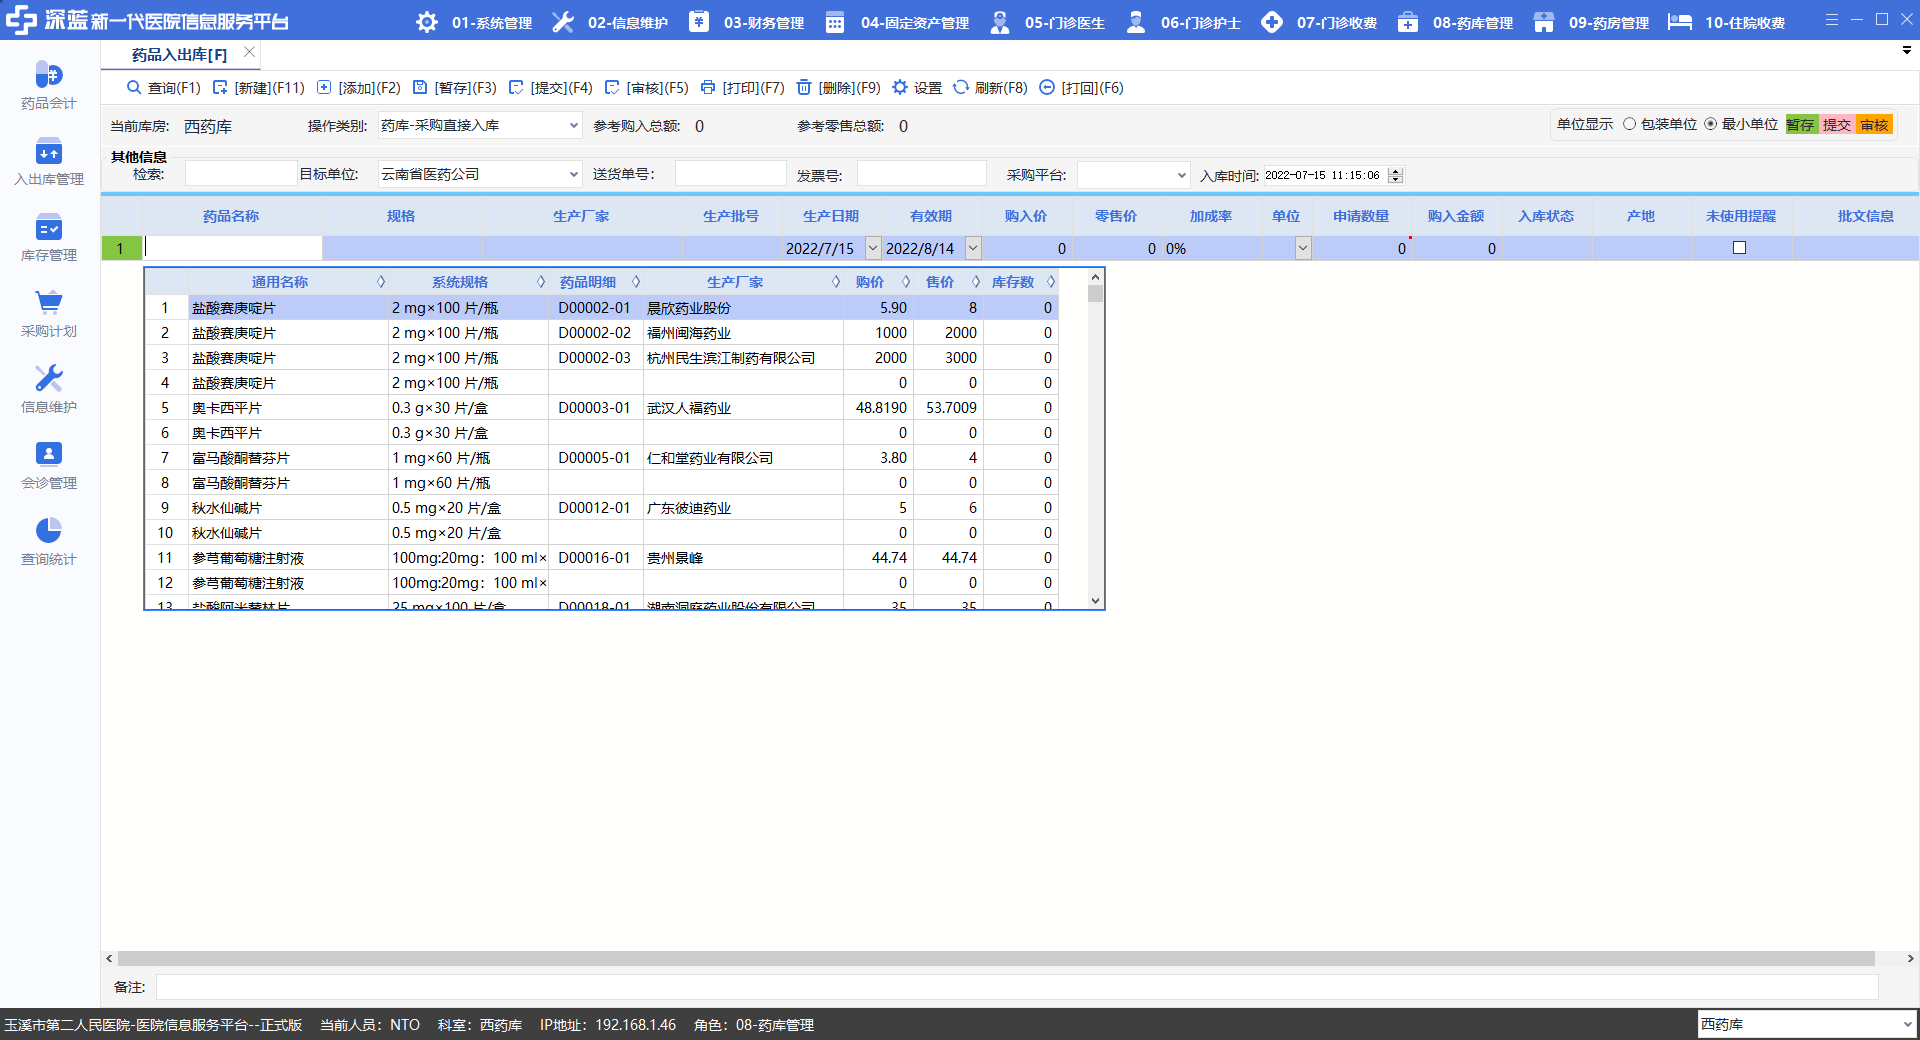 深蓝新一代医院信息服务平台 01-系统管理 02-信息维护 03-财务管理 04-固定资产管理 05-门诊医生 06-门诊护士 07-门诊收费 08-药库管理 09-药房管理 10-住院收费
药品入出库[F]
查询(F1) [新建](F11) [添加](F2) [暂存](F3) [提交](F4) [审核](F5) [打印](F7) [删除](F9) 设置 刷新(F8) [打回](F6)
当前库房: 西药库 操作类别: 药库-采购直接入库 参考购入总额: 0 参考零售总额: 0 单位显示 包装单位 最小单位 暂存 提交 审核
其他信息
检索: 目标单位: 云南省医药公司 送货单号: 发票号: 采购平台: 入库时间: 2022-07-15 11:15:06
药品名称 规格 生产厂家 生产批号 生产日期 有效期 购入价 零售价 加成率 单位 申请数量 购入金额 入库状态 产地 未使用提醒 批文信息
1 2022/7/15 2022/8/14 0 0 0% 0 0
通用名称 系统规格 药品明细 生产厂家 购价 售价 库存数
1 盐酸赛庚啶片 2 mg×100 片/瓶 D00002-01 晨欣药业股份 5.90 8 0
2 盐酸赛庚啶片 2 mg×100 片/瓶 D00002-02 福州闽海药业 1000 2000 0
3 盐酸赛庚啶片 2 mg×100 片/瓶 D00002-03 杭州民生滨江制药有限公司 2000 3000 0
4 盐酸赛庚啶片 2 mg×100 片/瓶 0 0 0
5 奥卡西平片 0.3 g×30 片/盒 D00003-01 武汉人福药业 48.8190 53.7009 0
6 奥卡西平片 0.3 g×30 片/盒 0 0 0
7 富马酸酮替芬片 1 mg×60 片/瓶 D00005-01 仁和堂药业有限公司 3.80 4 0
8 富马酸酮替芬片 1 mg×60 片/瓶 0 0 0
9 秋水仙碱片 0.5 mg×20 片/盒 D00012-01 广东彼迪药业 5 6 0
10 秋水仙碱片 0.5 mg×20 片/盒 0 0 0
11 参芎葡萄糖注射液 100mg:20mg：100 ml× D00016-01 贵州景峰 44.74 44.74 0
12 参芎葡萄糖注射液 100mg:20mg：100 ml× 0 0 0
13 盐酸阿米替林片 25 mg×100 片/盒 D00018-01 湖南洞庭药业股份有限公司 35 35 0
药品会计
入出库管理
库存管理
采购计划
信息维护
会诊管理
查询统计
备注:
玉溪市第二人民医院-医院信息服务平台--正式版 当前人员：NTO 科室：西药库 IP地址：192.168.1.46 角色：08-药库管理 西药库